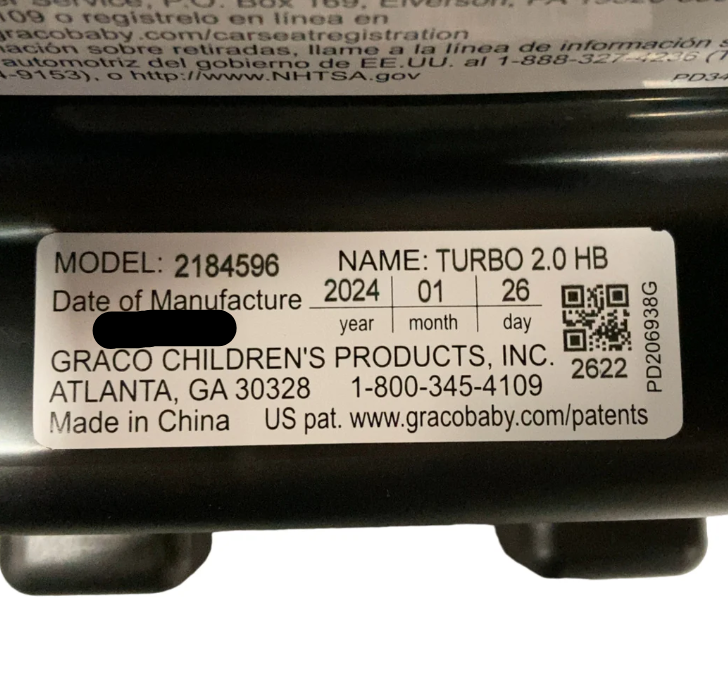 109 o regístrelo en línea en
gracobaby.com/carseatregistration
mación sobre retiradas, llame a la línea de información
automotriz del gobierno de EE.UU. al 1-888-327-4236
4-9153), o http://www.NHTSA.gov
PD34
MODEL: 2184596 NAME: TURBO 2.0 HB
Date of Manufacture 2024 01 26
year month day
GRACO CHILDREN'S PRODUCTS, INC. 2622
ATLANTA, GA 30328 1-800-345-4109
Made in China US pat. www.gracobaby.com/patents
PD206938G